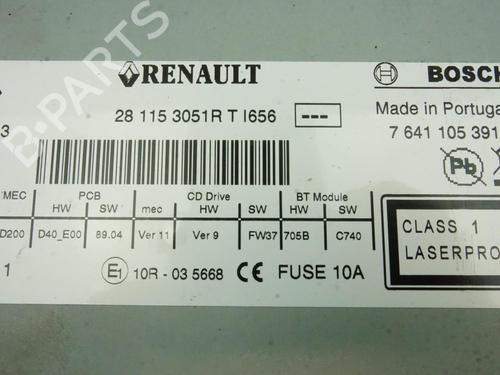 RENAULT BOSCH
28 115 3051R T I656 ---
Made in Portugal
3 7 641 105 391
Pb
MEC PCB CD Drive BT Module
HW SW mec HW SW HW SW
D200 D40_E00 89.04 Ver 11 Ver 9 FW37 705B C740
CLASS 1
LASERPRO
1 E1 10R - 03 5668 CE FUSE 10A
B-PARTS